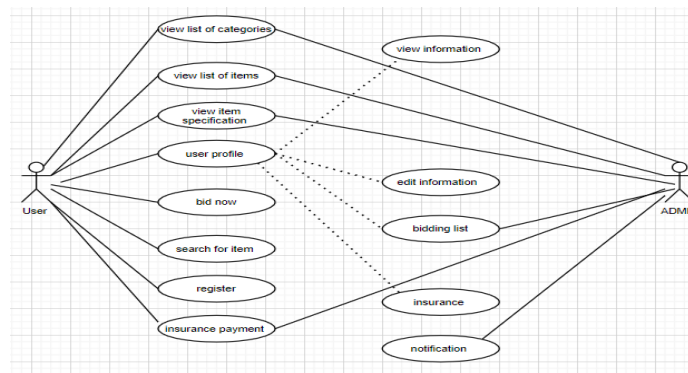 view list of categories
view information
view list of items
view item
specification
user profile
edit information
bid now
User
ADMI
bidding list
search for item
register
insurance
insurance payment
notification